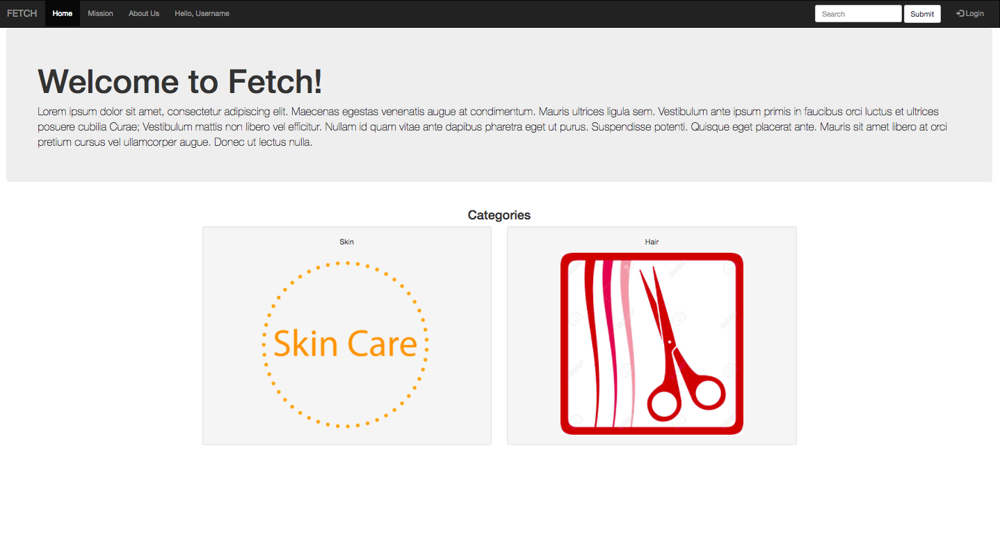 FETCH Home Mission About Us Hello, Username Search Submit Login
Welcome to Fetch!
Lorem ipsum dolor sit amet, consectetur adipiscing elit. Maecenas egestas venenatis augue at condimentum. Mauris ultrices ligula sem. Vestibulum ante ipsum primis in faucibus orci luctus et ultrices
posuere cubilia Curae; Vestibulum mattis non libero vel efficitur. Nullam id quam vitae ante dapibus pharetra eget ut purus. Suspendisse potenti. Quisque eget placerat ante. Mauris sit amet libero at orci
pretium cursus vel ullamcorper augue. Donec ut lectus nulla.
Categories
Skin
Hair
Skin Care